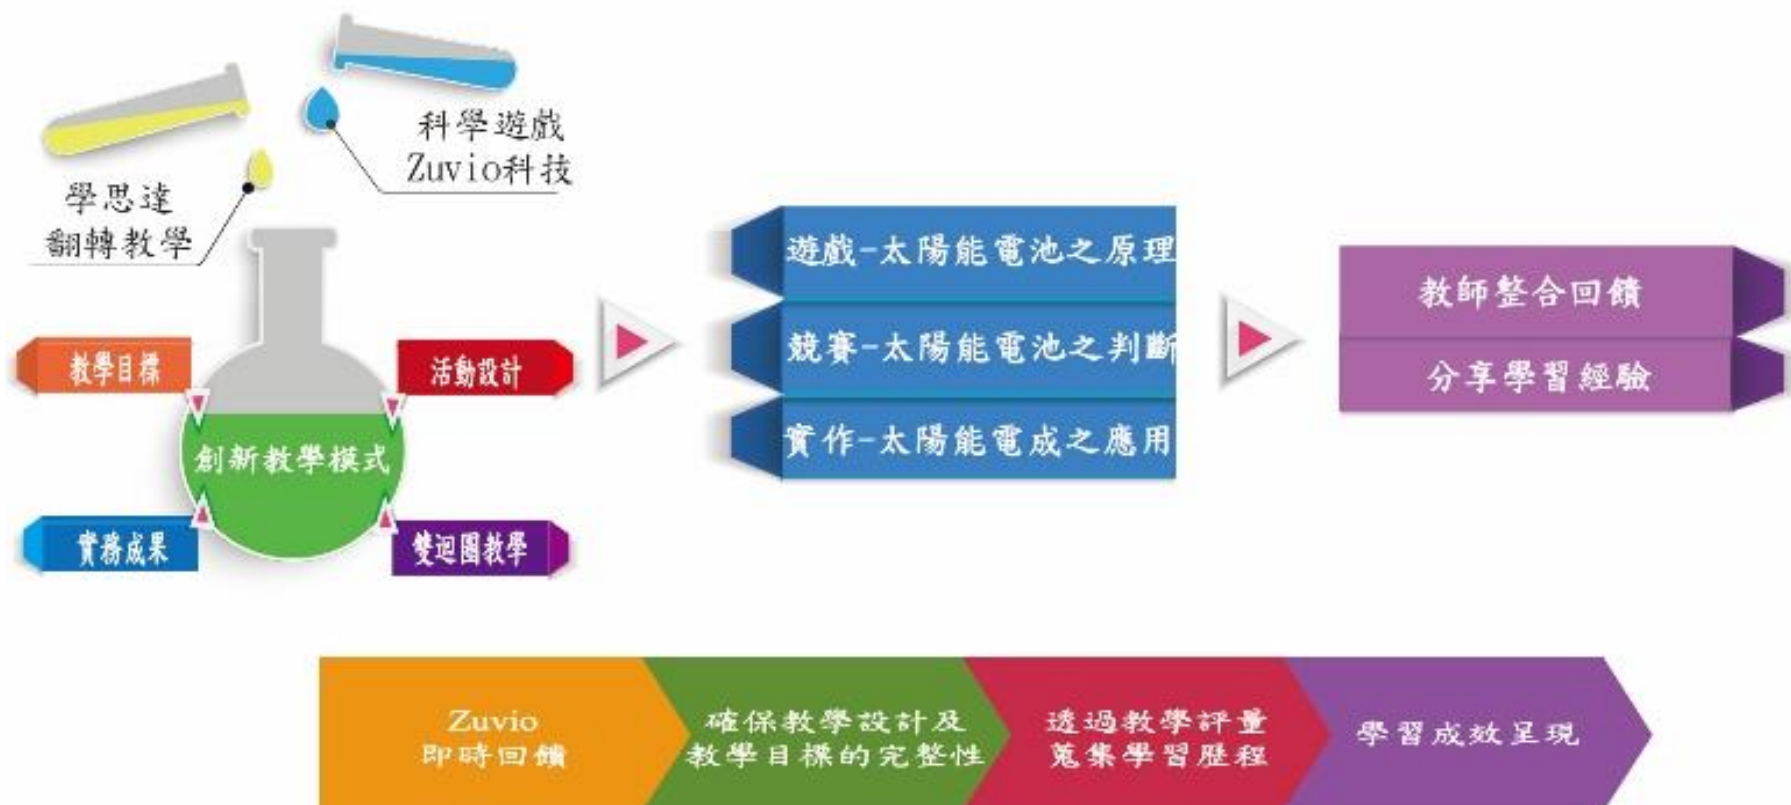 科學遊戲
Zuvio科技
學思達
翻轉教學
教學目標
活動設計
創新教學模式
實務成果
雙迴圈教學
遊戲-太陽能電池之原理
競賽-太陽能電池之判斷
實作-太陽能電成之應用
教師整合回饋
分享學習經驗
Zuvio
即時回饋
確保教學設計及
教學目標的完整性
透過教學評量
蒐集學習歷程
學習成效呈現